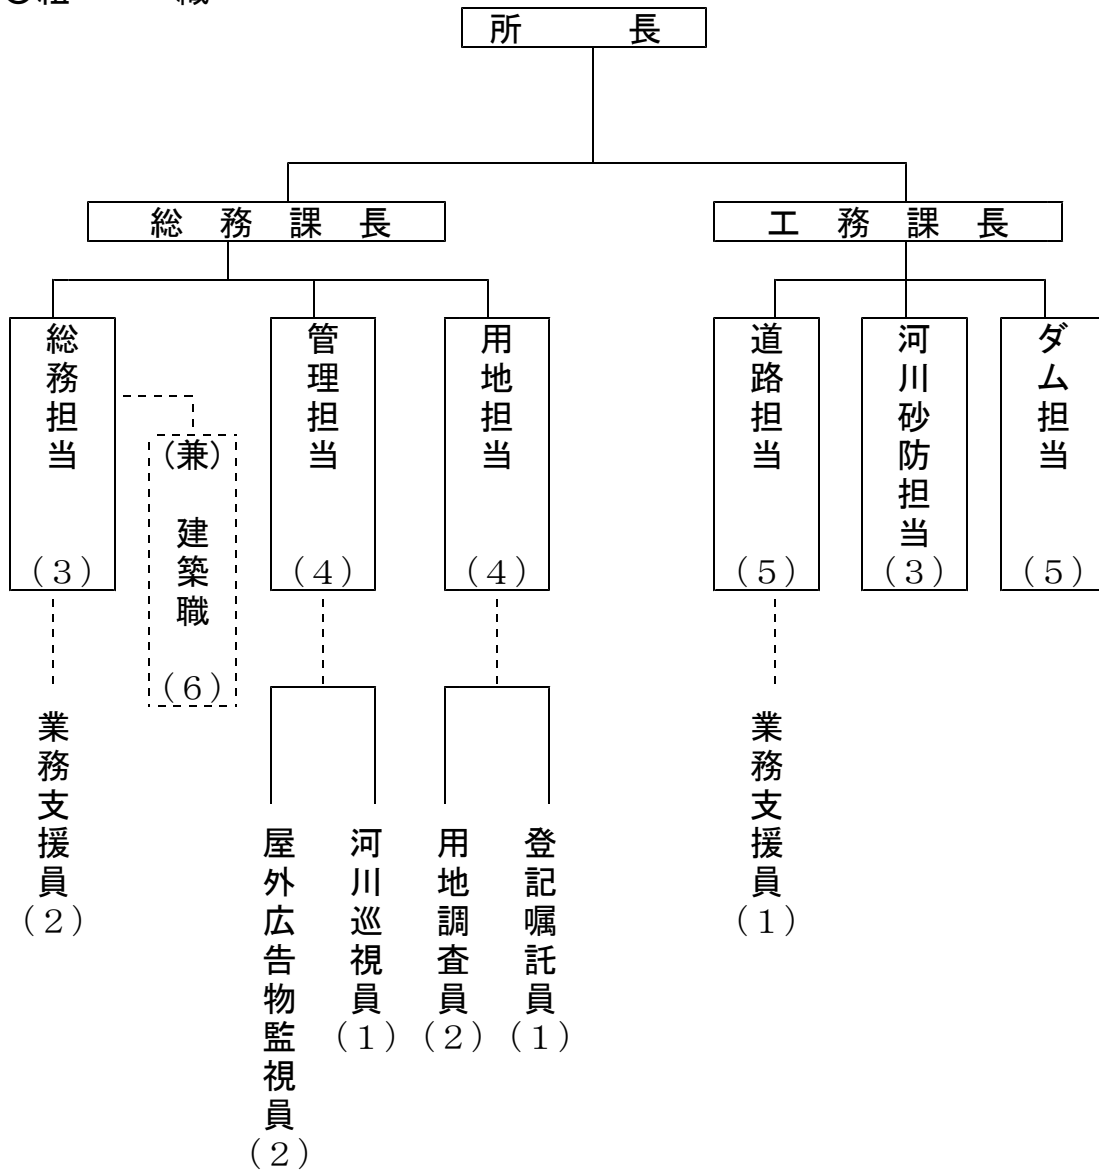 所　　　長
総　務　課　長
工　務　課　長
総務担当
（３）
（兼）
建築職
（６）
管理担当
（４）
用地担当
（４）
道路担当
（５）
河川砂防担当
（３）
ダム担当
（５）
業務支援員
（２）
屋外広告物監視員
（２）
河川巡視員
（１）
用地調査員
（２）
登記嘱託員
（１）
業務支援員
（１）